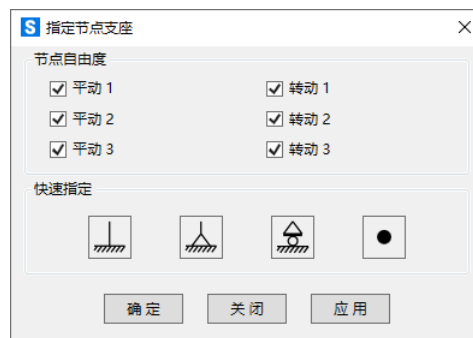 S 指定节点支座
节点自由度
平动 1 转动 1
平动 2 转动 2
平动 3 转动 3
快速指定
确定 关闭 应用